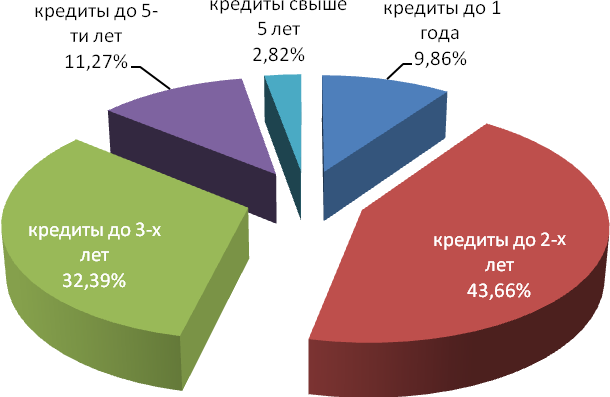 кредиты до 5-
ти лет
11,27%
кредиты свыше
5 лет
2,82%
кредиты до 1
года
9,86%
кредиты до 3-х
лет
32,39%
кредиты до 2-х
лет
43,66%